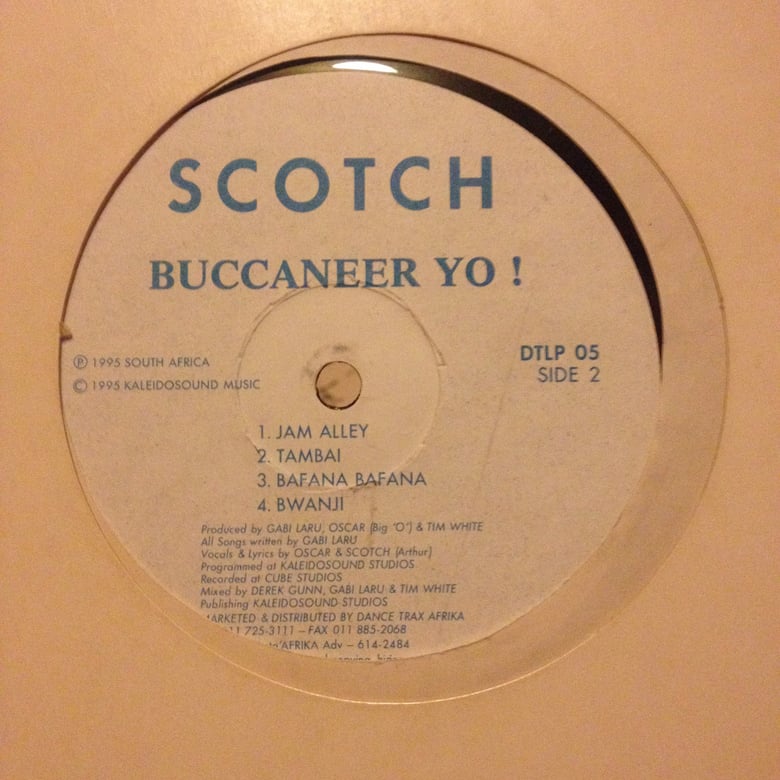 SCOTCH
BUCCANEER YO !
Ⓟ 1995 SOUTH AFRICA
© 1995 KALEIDOSOUND MUSIC
DTLP 05
SIDE 2
1. JAM ALLEY
2. TAMBAI
3. BAFANA BAFANA
4. BWANJI
Produced by GABI LARU, OSCAR (Big "O") & TIM WHITE
All Songs written by GABI LARU
Vocals & Lyrics by OSCAR & SCOTCH (Arthur)
Programmed at KALEIDOSOUND STUDIOS
Recorded at CUBE STUDIOS
Mixed by DEREK GUNN, GABI LARU & TIM WHITE
Publishing KALEIDOSOUND STUDIOS
MARKETED & DISTRIBUTED BY DANCE TRAX AFRIKA
011 725-3111 – FAX 011 885-2068
AFRIKA Adv – 614-2484